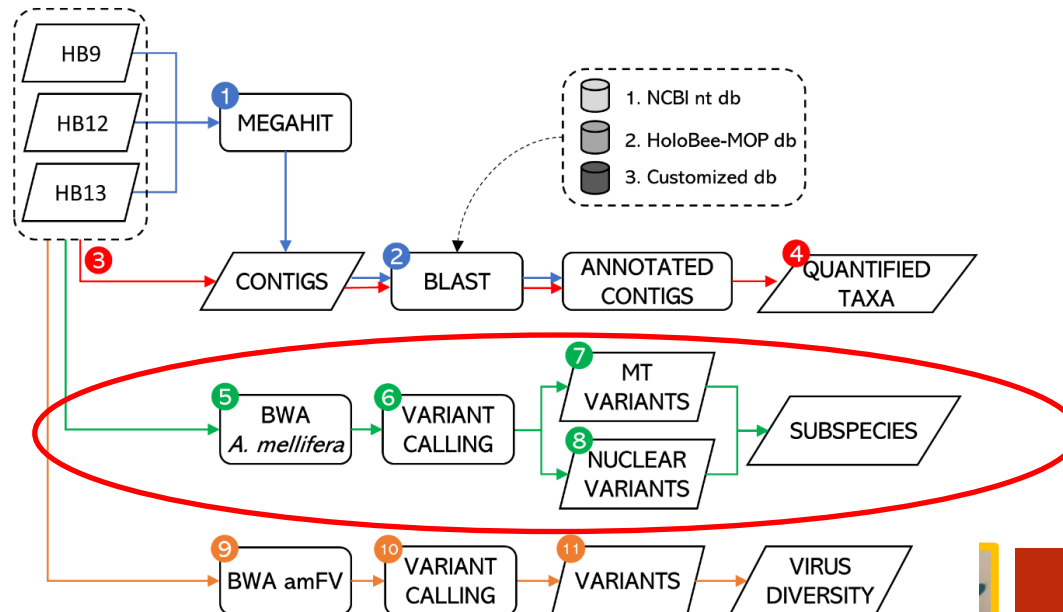 HB9
HB12
HB13
1
MEGAHIT
1. NCBI nt db
2. HoloBee-MOP db
3. Customized db
3
CONTIGS
2
BLAST
ANNOTATED
CONTIGS
4
QUANTIFIED
TAXA
5
BWA
A. mellifera
6
VARIANT
CALLING
7
MT
VARIANTS
8
NUCLEAR
VARIANTS
SUBSPECIES
9
BWA amFV
10
VARIANT
CALLING
11
VARIANTS
VIRUS
DIVERSITY